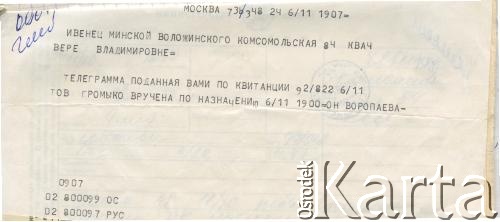 МОСКВА 73/3 48 24 6/11 1907=
ИВЕНЕЦ МИНСКОЙ ВОЛОЖИНСКОГО КОМСОМОЛЬСКАЯ 84 КВАЧ
ВЕРЕ ВЛАДИМИРОВНЕ=
ТЕЛЕГРАММА ПОДАННАЯ ВАМИ ПО КВИТАНЦИИ 92/822 6/11
ТОВ ГРОМЫКО ВРУЧЕНА ПО НАЗНАЧЕНИЮ 6/11 1900=ОН ВОРОПАЕВА-
0907
02 800099 ОС
02 800097 РУС
Ośrodek
Karta